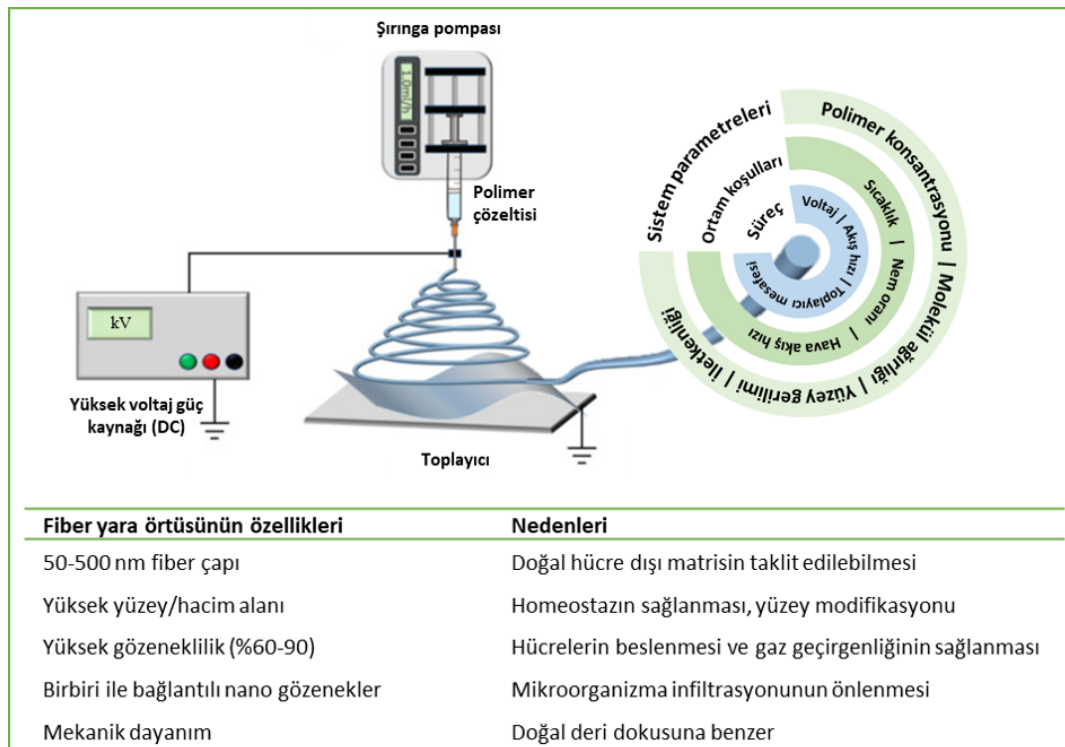 Şırınga pompası
1.0ml/h
Polimer
çözeltisi
kV
Yüksek voltaj güç
kaynağı (DC)
Toplayıcı
Sistem parametreleri
Polimer konsantrasyonu | Molekül ağırlığı | Yüzey gerilimi | İletkenliği
Ortam koşulları
Sıcaklık | Nem oranı | Hava akış hızı
Süreç
Voltaj | Akış hızı | Toplayıcı mesafesi
Fiber yara örtüsünün özellikleri Nedenleri
50-500 nm fiber çapı Doğal hücre dışı matrisin taklit edilebilmesi
Yüksek yüzey/hacim alanı Homeostazın sağlanması, yüzey modifikasyonu
Yüksek gözeneklilik (%60-90) Hücrelerin beslenmesi ve gaz geçirgenliğinin sağlanması
Birbiri ile bağlantılı nano gözenekler Mikroorganizma infiltrasyonunun önlenmesi
Mekanik dayanım Doğal deri dokusuna benzer